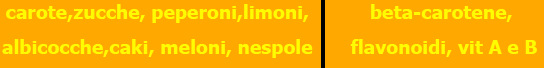 carote,zucche, peperoni,limoni,
albicocche,caki, meloni, nespole
beta-carotene,
flavonoidi, vit A e B